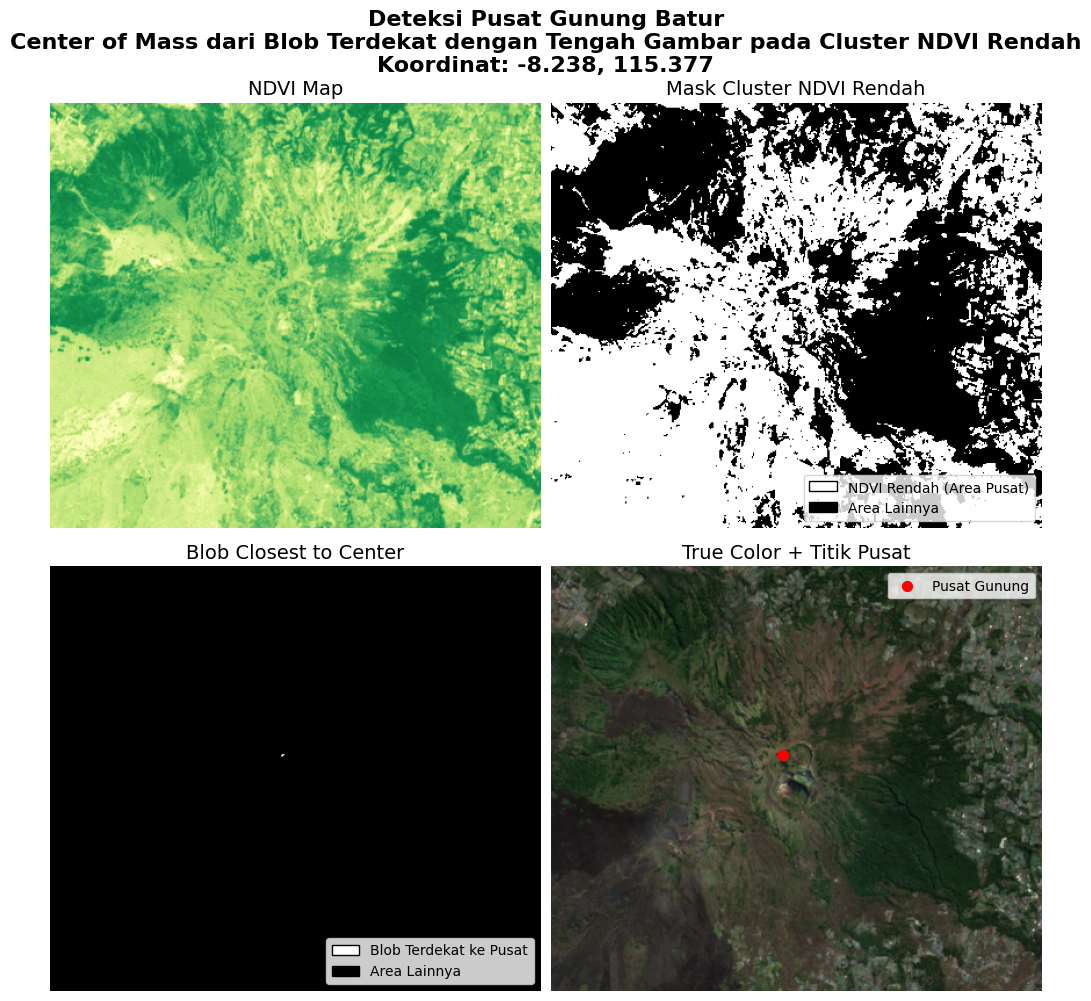 Deteksi Pusat Gunung Batur
Center of Mass dari Blob Terdekat dengan Tengah Gambar pada Cluster NDVI Rendah
Koordinat: -8.238, 115.377
NDVI Map
Mask Cluster NDVI Rendah
NDVI Rendah (Area Pusat)
Area Lainnya
Blob Closest to Center
True Color + Titik Pusat
Pusat Gunung
Blob Terdekat ke Pusat
Area Lainnya